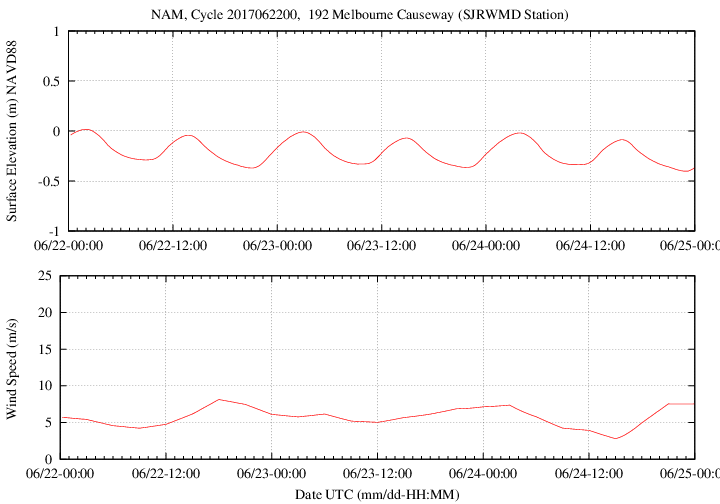 NAM, Cycle 2017062200,  192 Melbourne Causeway (SJRWMD Station)
Surface Elevation (m) NAVD88
1
0.5
0
-0.5
-1
06/22-00:00 06/22-12:00 06/23-00:00 06/23-12:00 06/24-00:00 06/24-12:00 06/25-00:00
Wind Speed (m/s)
25
20
15
10
5
0
06/22-00:00 06/22-12:00 06/23-00:00 06/23-12:00 06/24-00:00 06/24-12:00 06/25-00:0
Date UTC (mm/dd-HH:MM)